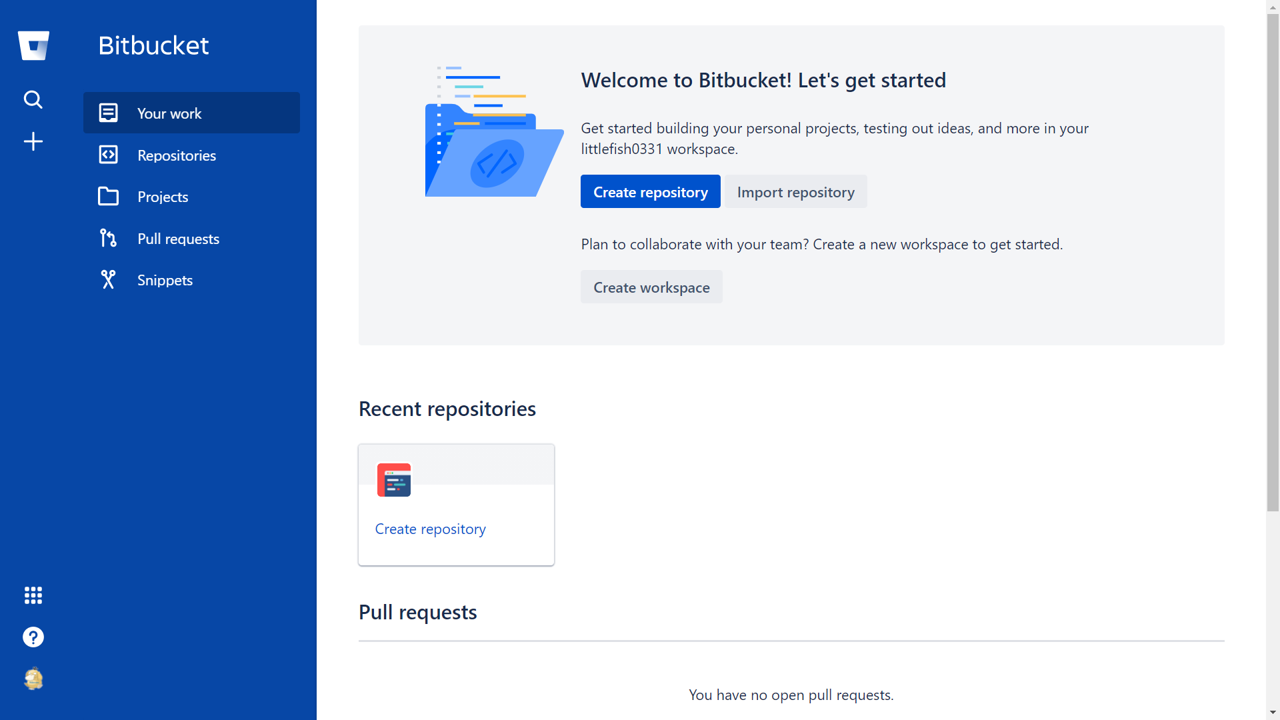 Bitbucket
Your work
Repositories
Projects
Pull requests
Snippets
Welcome to Bitbucket! Let's get started
Get started building your personal projects, testing out ideas, and more in your
littlefish0331 workspace.
Create repository
Import repository
Plan to collaborate with your team? Create a new workspace to get started.
Create workspace
Recent repositories
Create repository
Pull requests
You have no open pull requests.